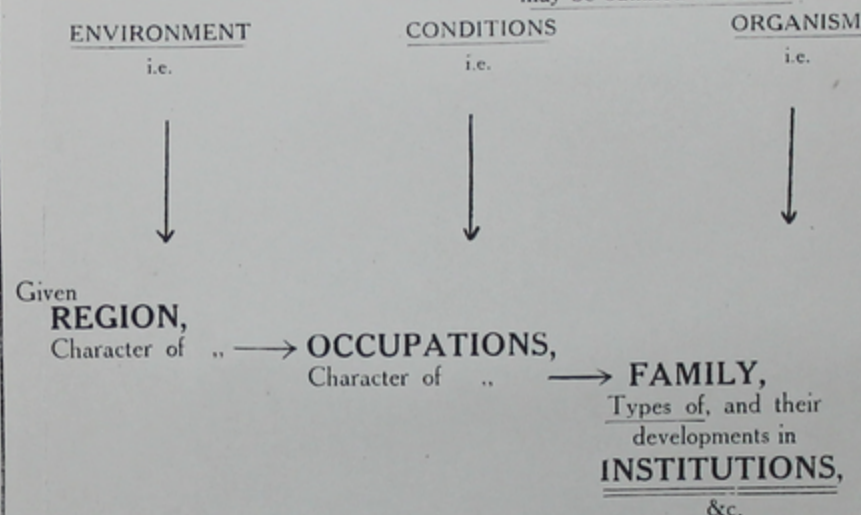 ENVIRONMENT CONDITIONS ORGANISM
i.e. i.e. i.e.
Given
REGION,
Character of ,, OCCUPATIONS,
Character of ,, FAMILY,
Types of, and their
developments in
INSTITUTIONS,
&c.